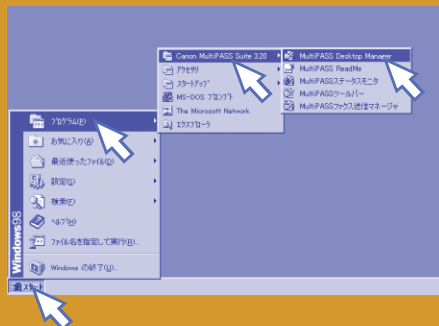 Canon MultiPASS Suite 3.20
アクセサリ
スタートアップ
MS-DOS プロンプト
The Microsoft Network
エクスプローラ
MultiPASS Desktop Manager
MultiPASS ReadMe
MultiPASSステータスモニタ
MultiPASSツールバー
MultiPASSファクス送信マネージャ
プログラム(P)
お気に入り(A)
最近使ったファイル(D)
設定(S)
検索(F)
ヘルプ(H)
ファイル名を指定して実行(R)...
Windows の終了(U)...
Windows98
スタート